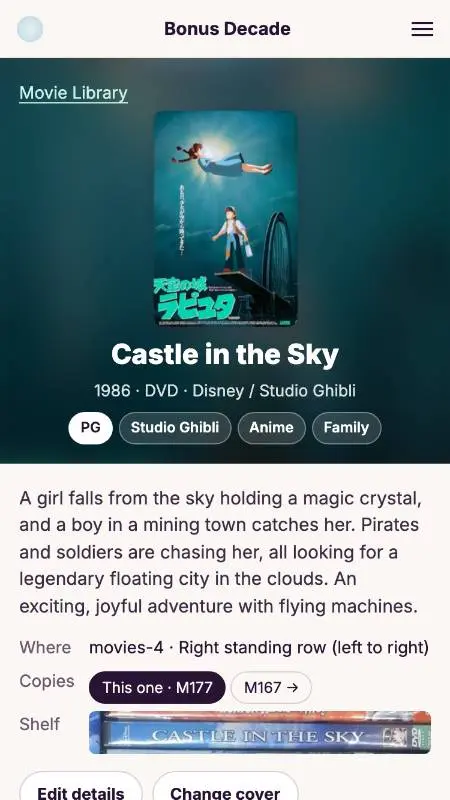 Bonus Decade
Movie Library
天空の城
ラピュタ
Castle in the Sky
1986 · DVD · Disney / Studio Ghibli
PG
Studio Ghibli
Anime
Family
A girl falls from the sky holding a magic crystal,
and a boy in a mining town catches her. Pirates
and soldiers are chasing her, all looking for a
legendary floating city in the clouds. An
exciting, joyful adventure with flying machines.
Where movies-4 · Right standing row (left to right)
Copies This one · M177 M167 →
Shelf CASTLE IN THE SKY DVD
Edit details Change cover